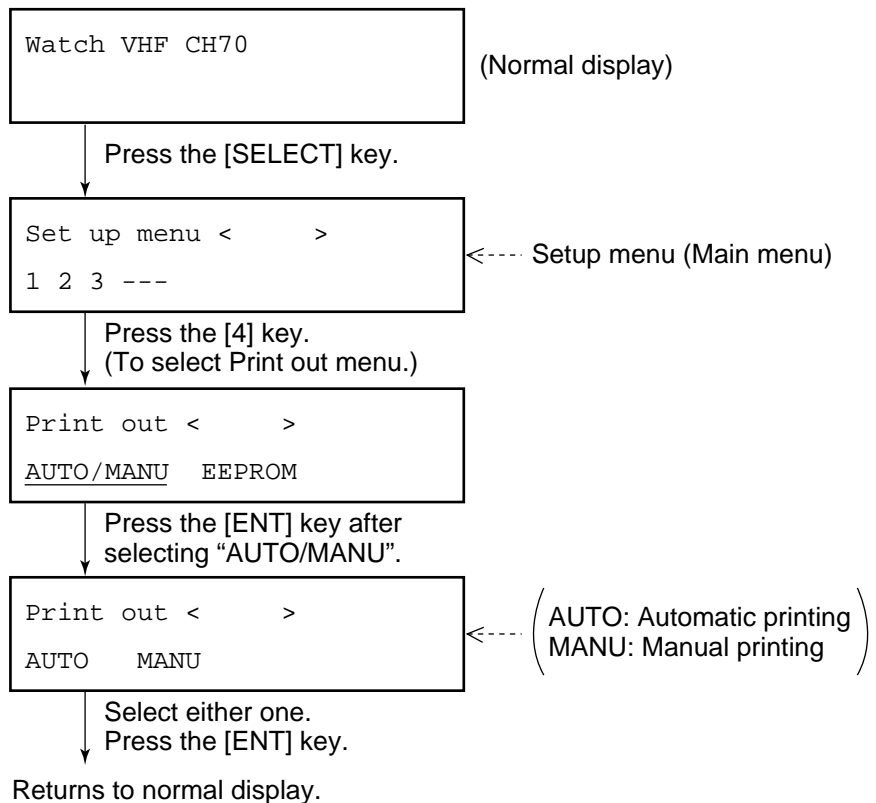 Watch VHF CH70
(Normal display)
Press the [SELECT] key.
Set up menu <      >
1 2 3 ---
Setup menu (Main menu)
Press the [4] key.
(To select Print out menu.)
Print out <      >
AUTO/MANU  EEPROM
Press the [ENT] key after
selecting “AUTO/MANU”.
Print out <      >
AUTO   MANU
AUTO: Automatic printing
MANU: Manual printing
Select either one.
Press the [ENT] key.
Returns to normal display.